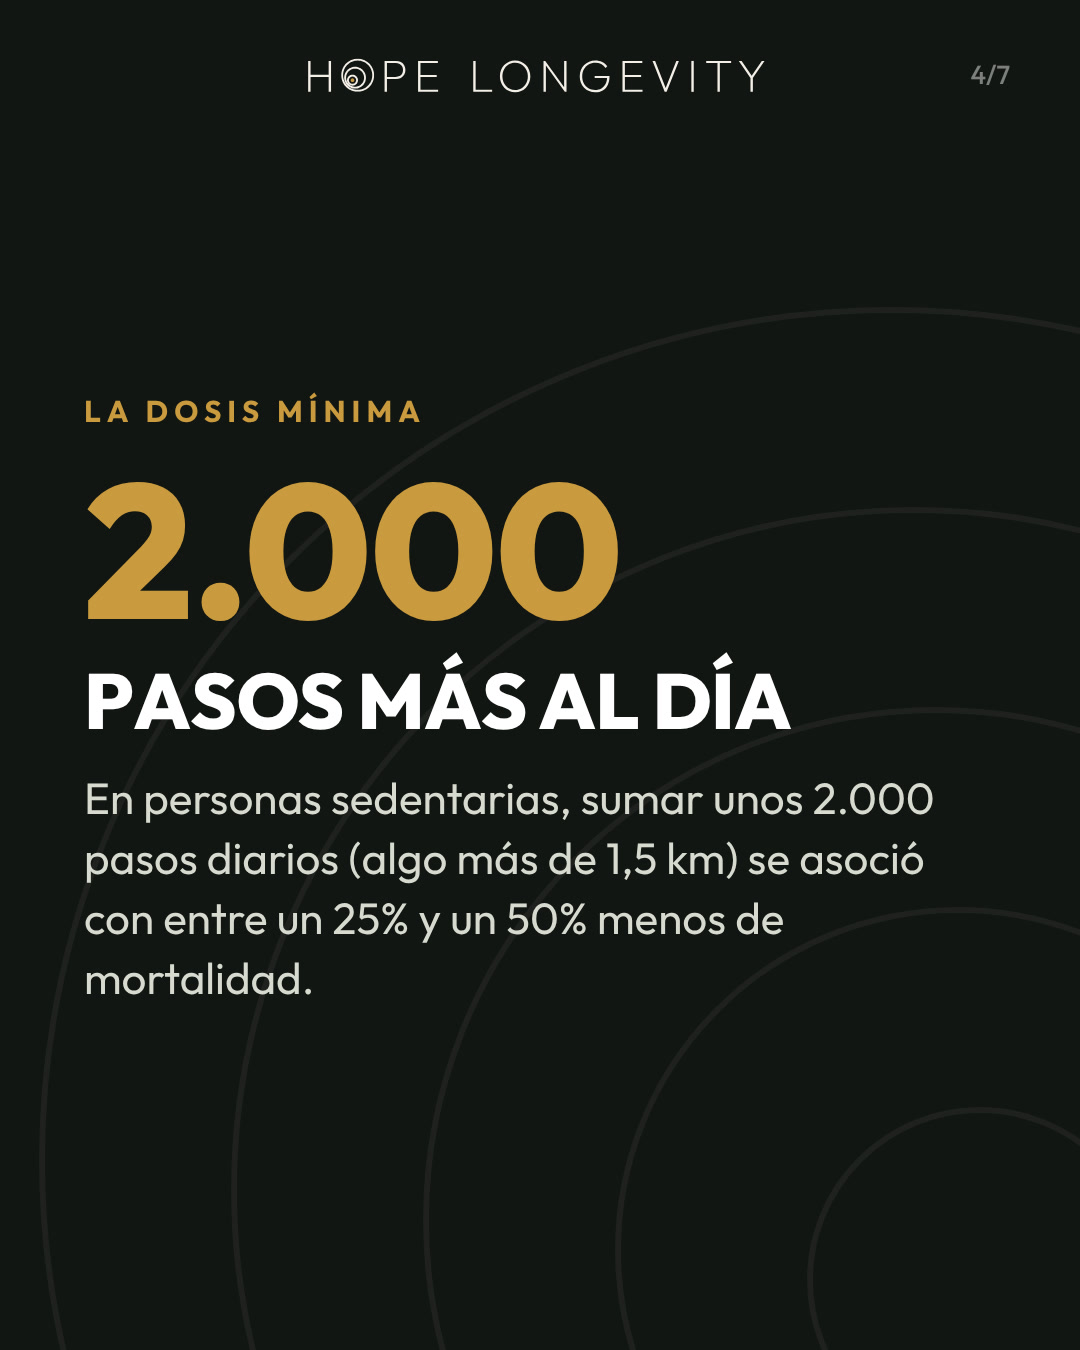 HOPE LONGEVITY
4/7
LA DOSIS MÍNIMA
2.000
PASOS MÁS AL DÍA
En personas sedentarias, sumar unos 2.000
pasos diarios (algo más de 1,5 km) se asoció
con entre un 25% y un 50% menos de
mortalidad.